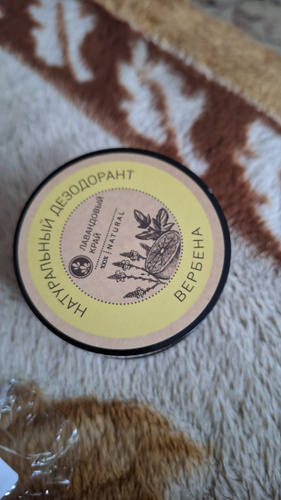 НАТУРАЛЬНЫЙ ДЕЗОДОРАНТ
ЛАВАНДОВЫЙ
КРАЙ
100% NATURAL
ВЕРБЕНА